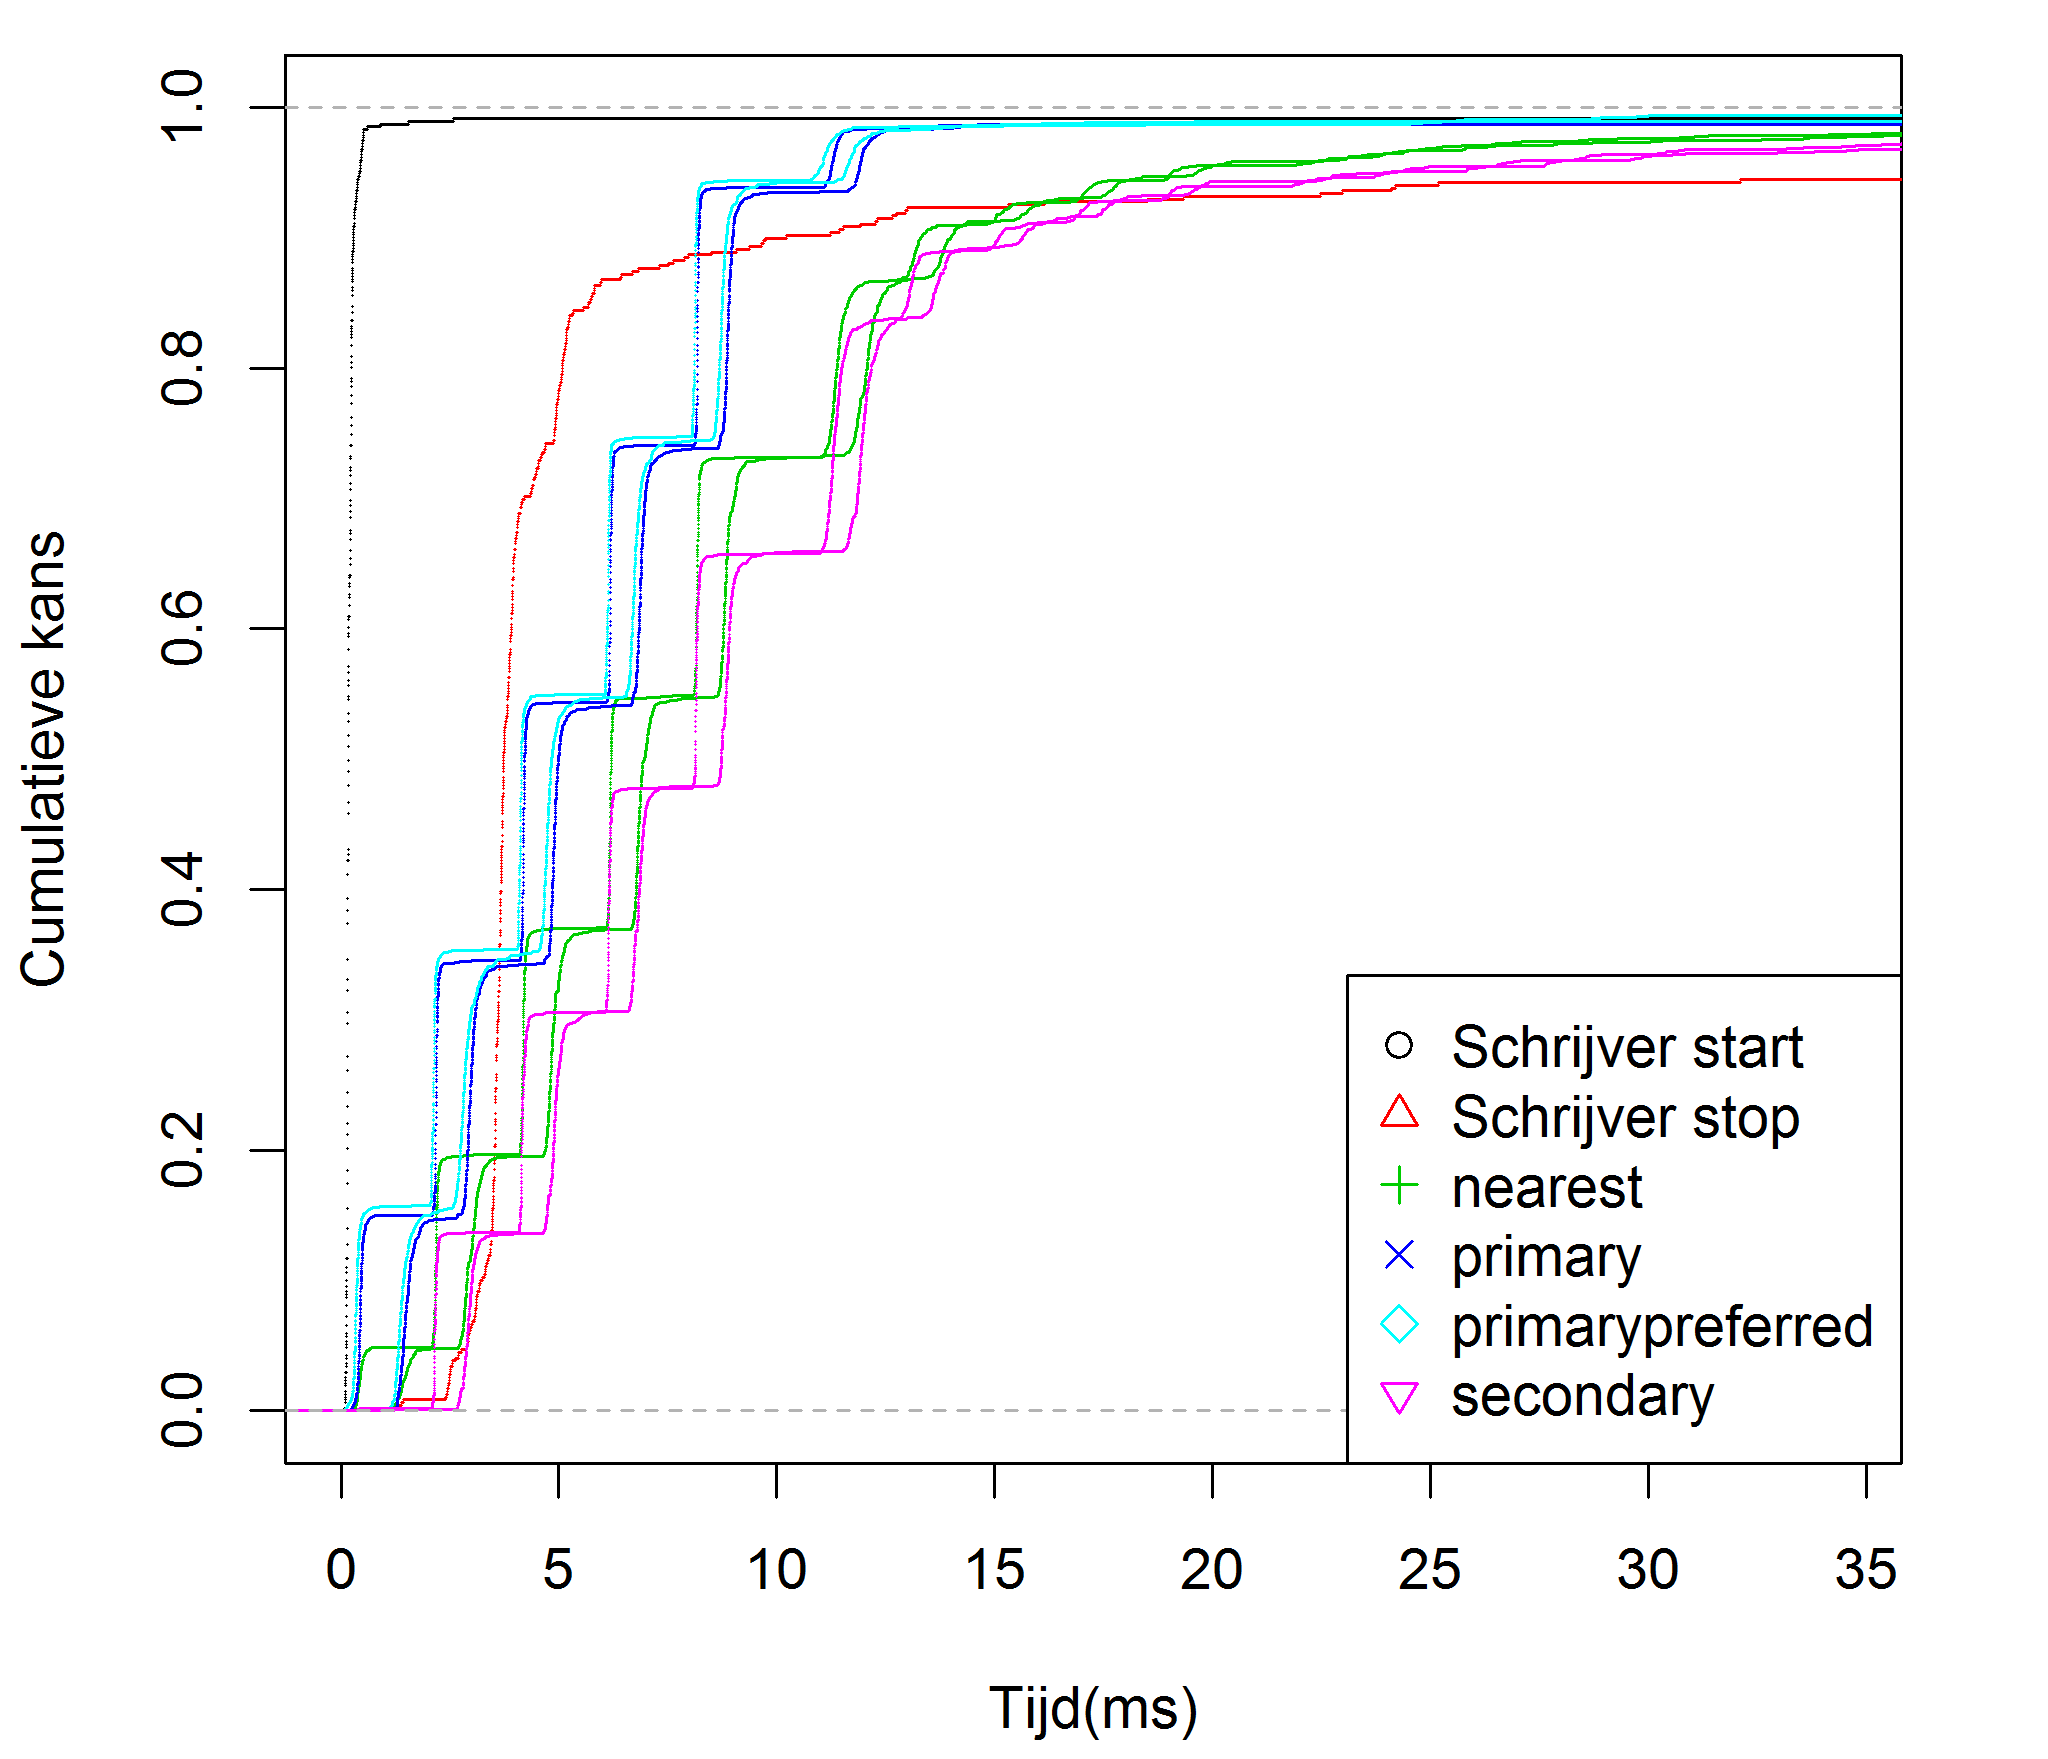 Cumulatieve kans
1.0
0.8
0.6
0.4
0.2
0.0
Schrijver start
Schrijver stop
nearest
primary
primarypreferred
secondary
0 5 10 15 20 25 30 35
Tijd(ms)